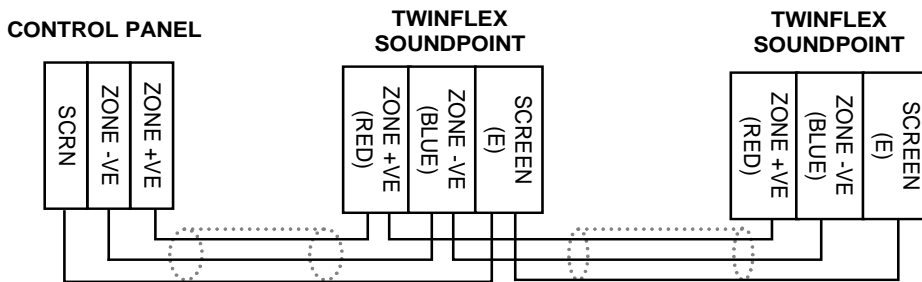 CONTROL PANEL
SCRN
ZONE -VE
ZONE +VE
TWINFLEX
SOUNDPOINT
ZONE +VE
(RED)
ZONE -VE
(BLUE)
SCREEN
(E)
TWINFLEX
SOUNDPOINT
ZONE +VE
(RED)
ZONE -VE
(BLUE)
SCREEN
(E)